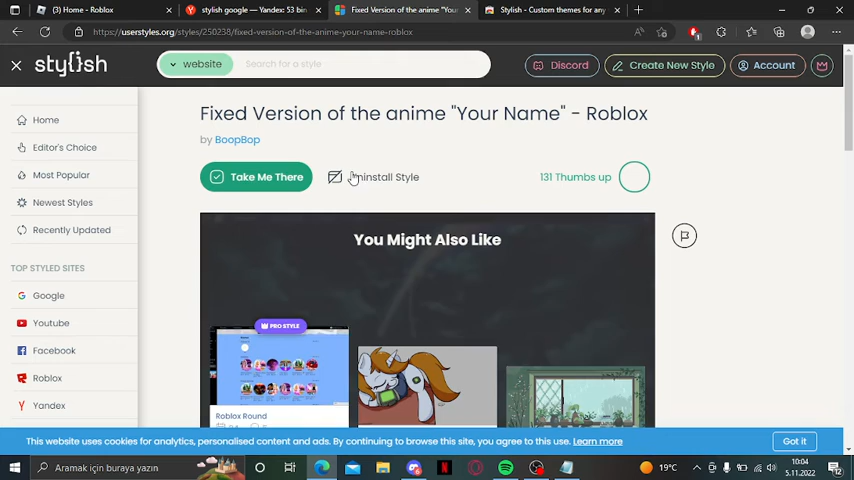 (3) Home - Roblox
stylish google — Yandex: 53 bin
Fixed Version of the anime "Your
Stylish - Custom themes for any
https://userstyles.org/styles/250238/fixed-version-of-the-anime-your-name-roblox
stylish
website
Search for a style
Discord
Create New Style
Account
Home
Editor's Choice
Most Popular
Newest Styles
Recently Updated
TOP STYLED SITES
Google
Youtube
Facebook
Roblox
Yandex
Fixed Version of the anime "Your Name" - Roblox
by BoopBop
Take Me There
Uninstall Style
131 Thumbs up
You Might Also Like
PRO STYLE
Roblox Round
This website uses cookies for analytics, personalised content and ads. By continuing to browse this site, you agree to this use. Learn more
Got it
Aramak için buraya yazın
19°C
10:04
5.11.2022